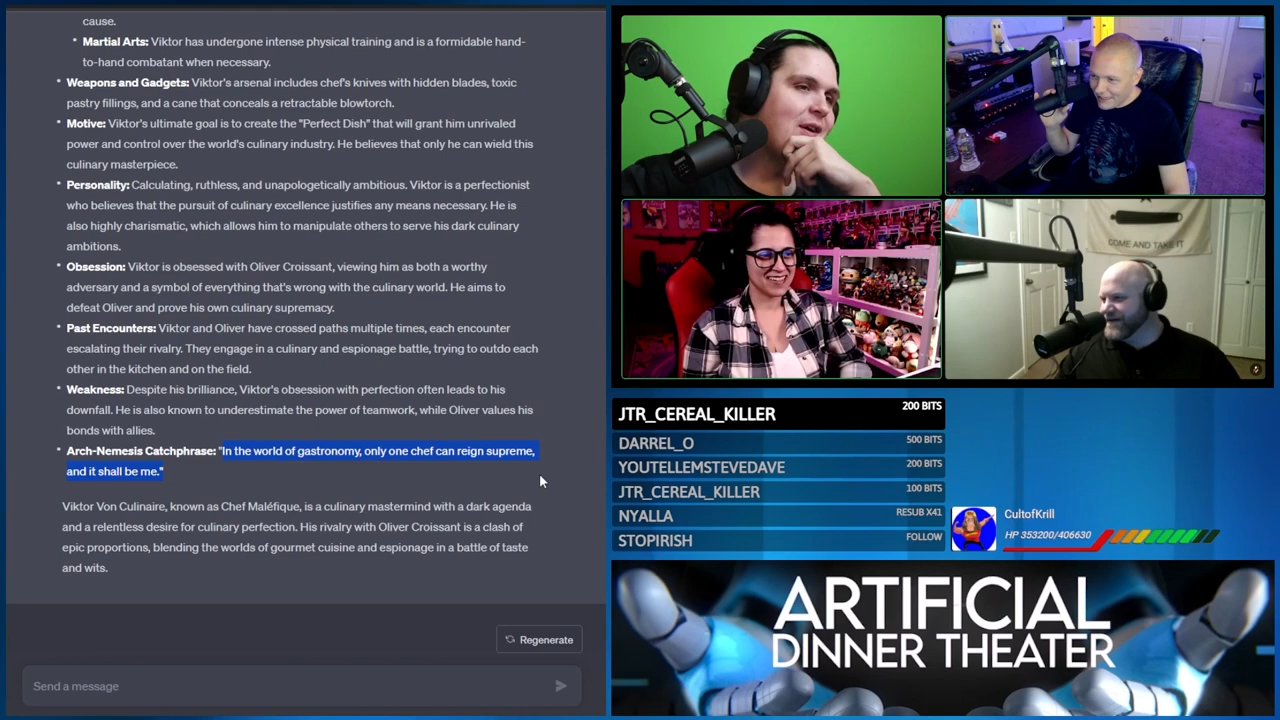 cause.
• Martial Arts: Viktor has undergone intense physical training and is a formidable hand-
to-hand combatant when necessary.
• Weapons and Gadgets: Viktor's arsenal includes chef's knives with hidden blades, toxic
pastry fillings, and a cane that conceals a retractable blowtorch.
• Motive: Viktor's ultimate goal is to create the "Perfect Dish" that will grant him unrivaled
power and control over the world's culinary industry. He believes that only he can wield this
culinary masterpiece.
• Personality: Calculating, ruthless, and unapologetically ambitious. Viktor is a perfectionist
who believes that the pursuit of culinary excellence justifies any means necessary. He is
also highly charismatic, which allows him to manipulate others to serve his dark culinary
ambitions.
• Obsession: Viktor is obsessed with Oliver Croissant, viewing him as both a worthy
adversary and a symbol of everything that's wrong with the culinary world. He aims to
defeat Oliver and prove his own culinary supremacy.
• Past Encounters: Viktor and Oliver have crossed paths multiple times, each encounter
escalating their rivalry. They engage in a culinary and espionage battle, trying to outdo each
other in the kitchen and on the field.
• Weakness: Despite his brilliance, Viktor's obsession with perfection often leads to his
downfall. He is also known to underestimate the power of teamwork, while Oliver values his
bonds with allies.
• Arch-Nemesis Catchphrase: "In the world of gastronomy, only one chef can reign supreme,
and it shall be me."
Viktor Von Culinaire, known as Chef Maléfique, is a culinary mastermind with a dark agenda
and a relentless desire for culinary perfection. His rivalry with Oliver Croissant is a clash of
epic proportions, blending the worlds of gourmet cuisine and espionage in a battle of taste
and wits.
Regenerate
Send a message
COME AND TAKE IT
JTR_CEREAL_KILLER 200 BITS
DARREL_O 500 BITS
YOUTELLEMSTEVEDAVE 200 BITS
JTR_CEREAL_KILLER 100 BITS
NYALLA RESUB X41
STOPIRISH FOLLOW
CultofKrill
HP 353200/406630
ARTIFICIAL
DINNER THEATER